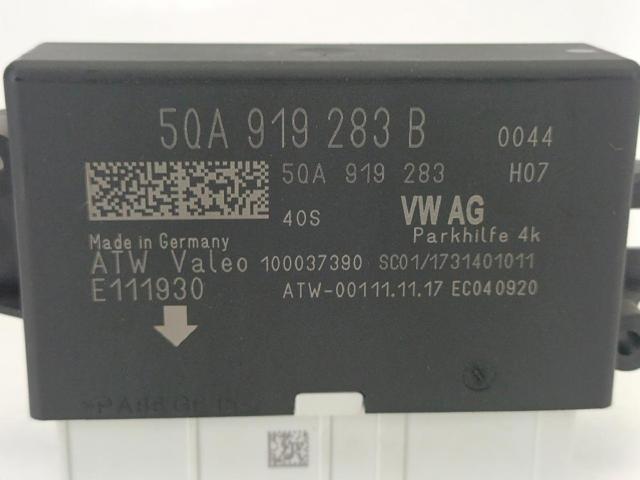 5QA 919 283 B 0044
5QA 919 283 H07
40S VW AG
Parkhilfe 4k
Made in Germany
ATW Valeo 100037390 SC01/1731401011
E111930 ATW-00111.11.17 EC040920